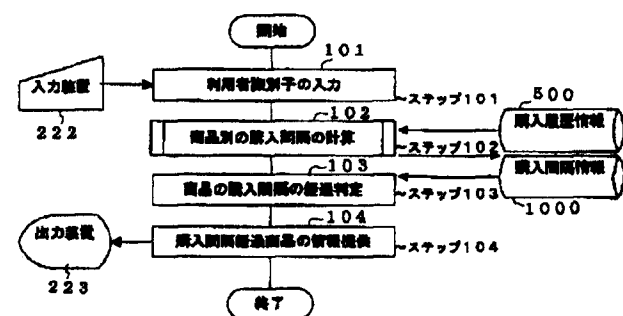 開始
101
入力装置
利用者識別子の入力
222
~ステップ101
102
500
商品別の購入間隔の計算
購入履歴情報
~ステップ102
103
購入間隔情報
商品の購入間隔の経過判定
~ステップ103
1000
104
出力装置
購入間隔経過商品の情報提供
~ステップ104
223
終了